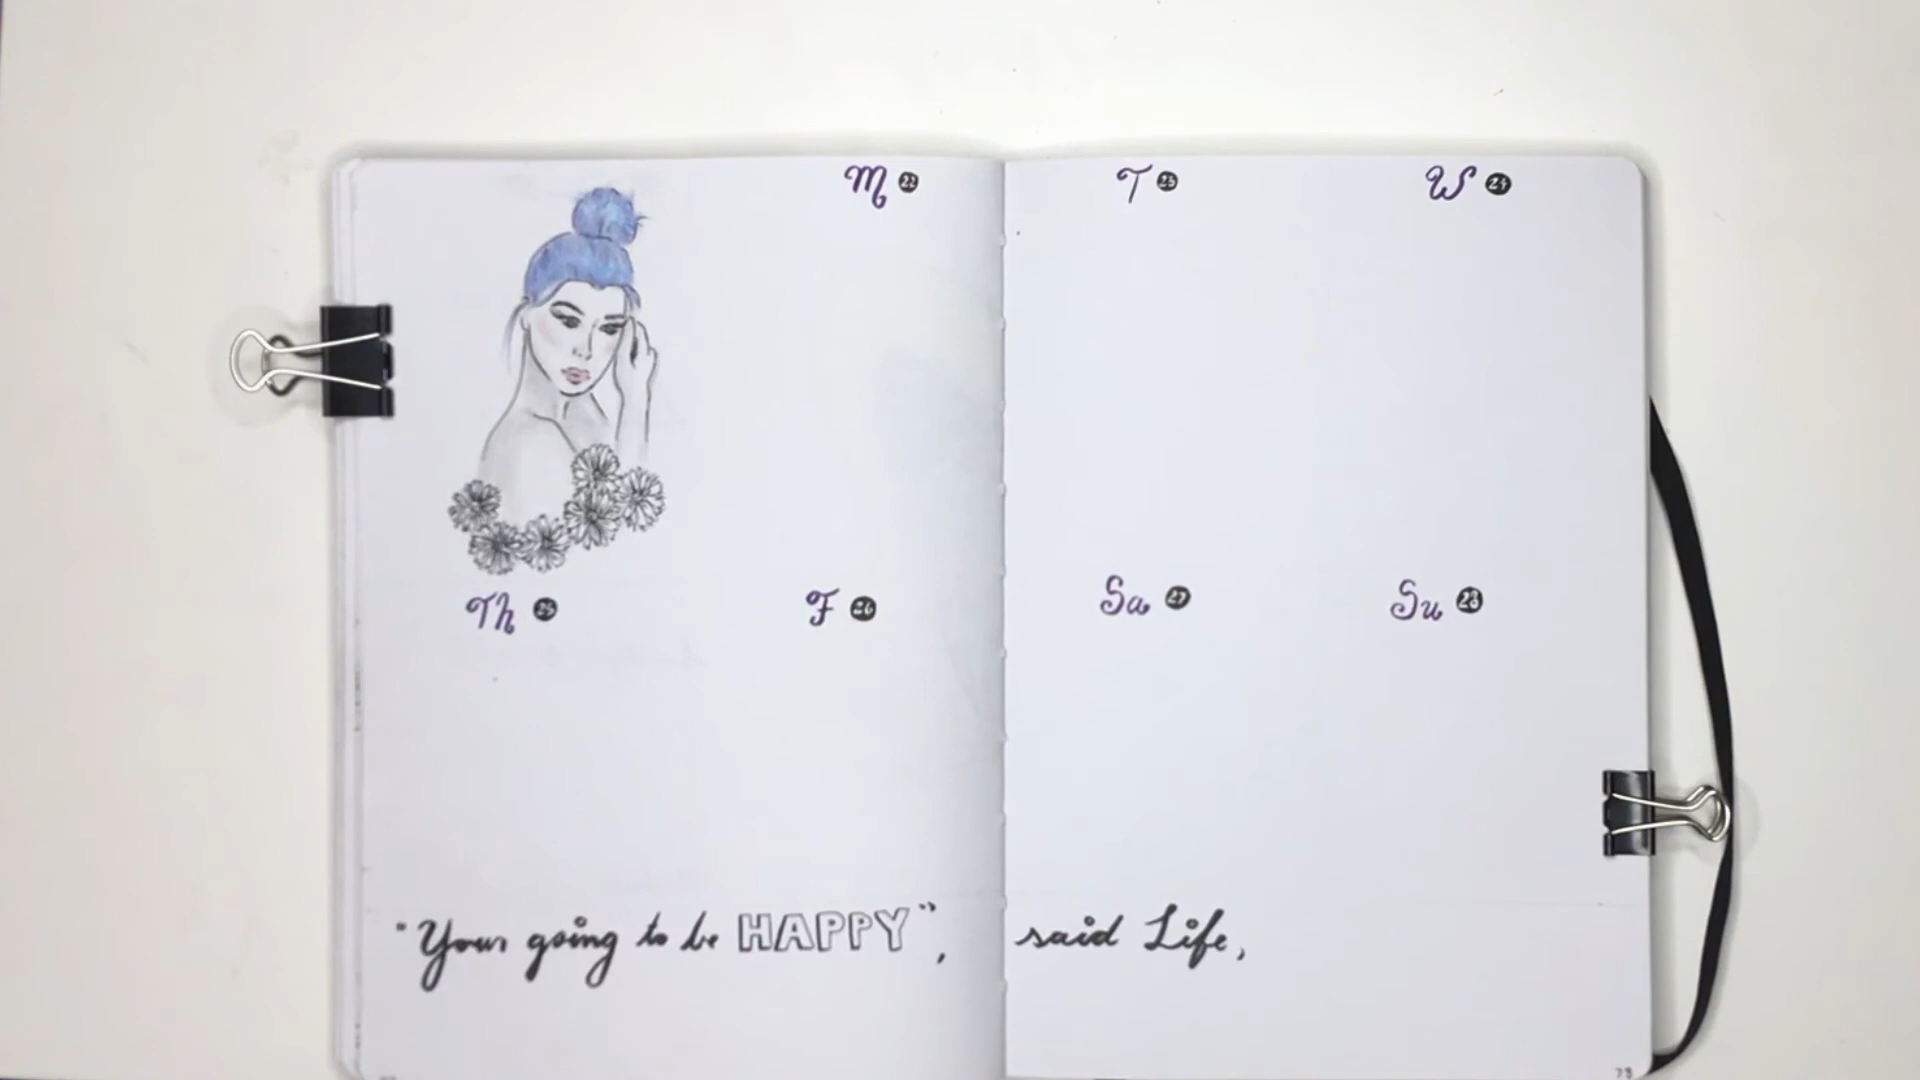 M 22 T 23 W 24
Th 25 F 26 Sa 27 Su 28
"Your going to be HAPPY", said Life,